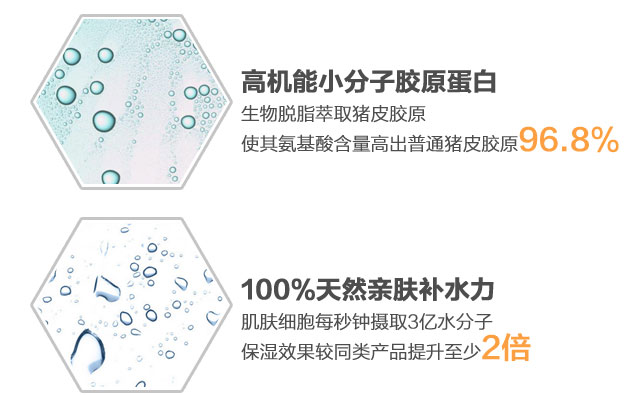 高机能小分子胶原蛋白
生物脱脂萃取猪皮胶原
使其氨基酸含量高出普通猪皮胶原96.8%
100%天然亲肤补水力
肌肤细胞每秒钟摄取3亿水分子
保湿效果较同类产品提升至少2倍